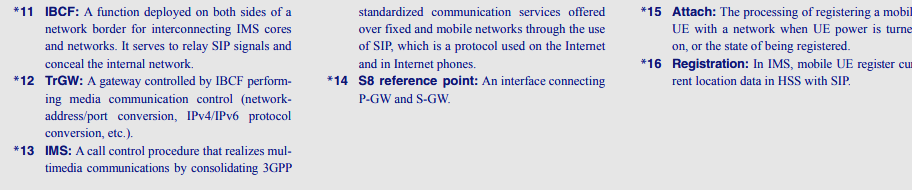 *11 IBCF: A function deployed on both sides of a
network border for interconnecting IMS cores
and networks. It serves to relay SIP signals and
conceal the internal network.
*12 TrGW: A gateway controlled by IBCF perform-
ing media communication control (network-
address/port conversion, IPv4/IPv6 protocol
conversion, etc.).
*13 IMS: A call control procedure that realizes mul-
timedia communications by consolidating 3GPP
standardized communication services offered
over fixed and mobile networks through the use
of SIP, which is a protocol used on the Internet
and in Internet phones.
*14 S8 reference point: An interface connecting
P-GW and S-GW.
*15 Attach: The processing of registering a mobil
UE with a network when UE power is turne
on, or the state of being registered.
*16 Registration: In IMS, mobile UE register cur
rent location data in HSS with SIP.